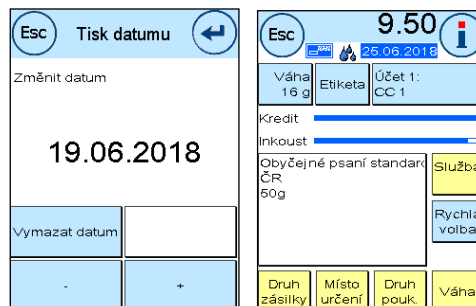 Esc
Tisk datumu
Změnit datum
19.06.2018
Vymazat datum
-
+
Esc
9.50
25.06.2018
i
Váha
16 g
Etiketa
Účet 1:
CC 1
Kredit
Inkoust
Obyčejné psaní standard
ČR
50g
Služba
Rychlá
volba
Druh
zásilky
Místo
určení
Druh
pouk.
Váha